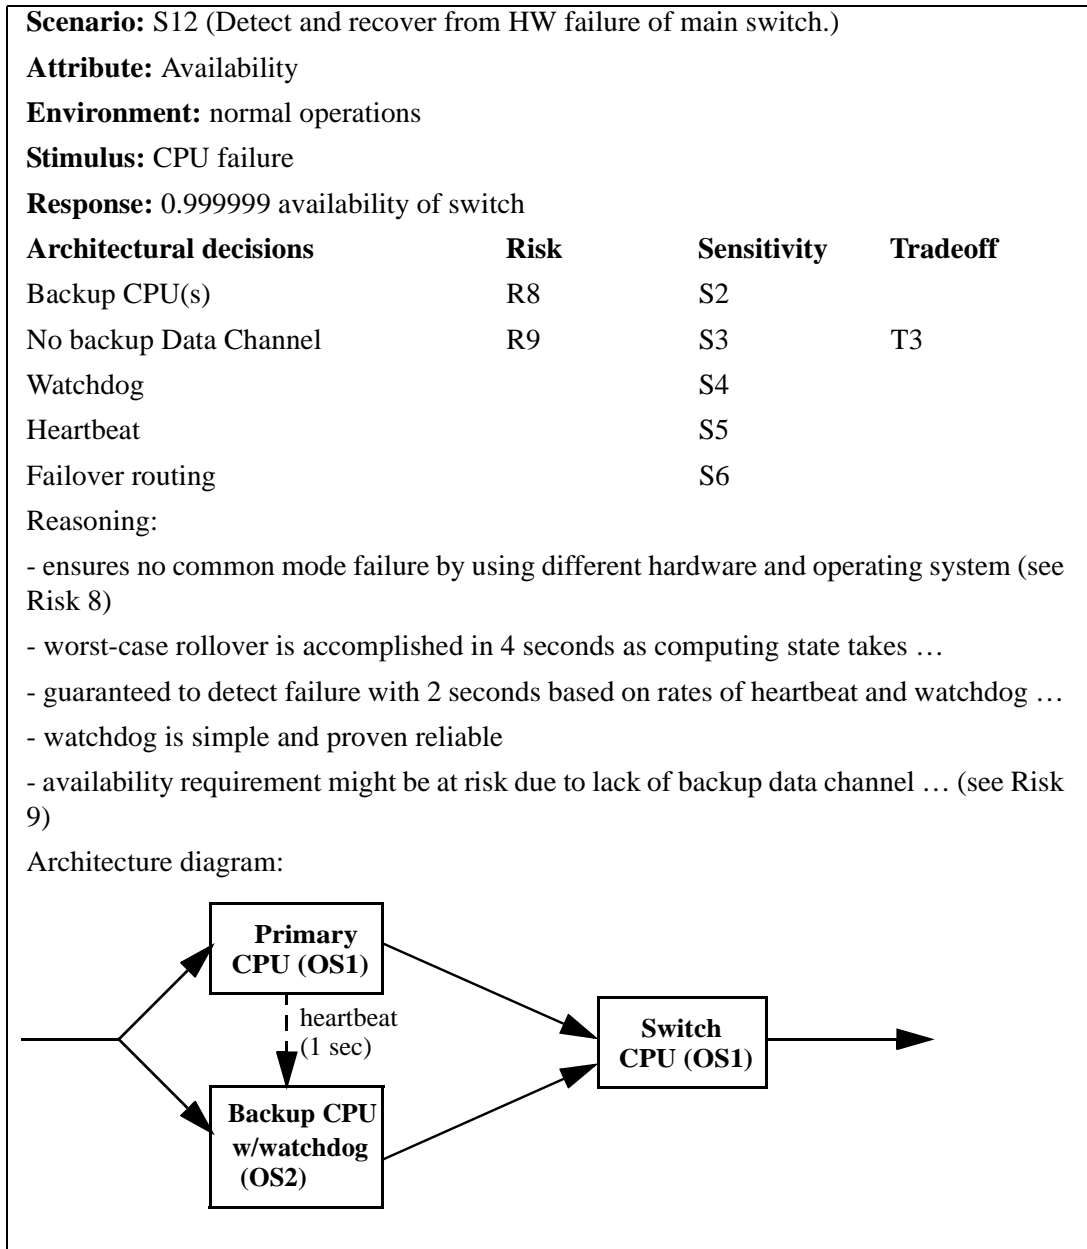 Scenario: S12 (Detect and recover from HW failure of main switch.)
Attribute: Availability
Environment: normal operations
Stimulus: CPU failure
Response: 0.999999 availability of switch
Architectural decisions Risk Sensitivity Tradeoff
Backup CPU(s) R8 S2
No backup Data Channel R9 S3 T3
Watchdog S4
Heartbeat S5
Failover routing S6
Reasoning:
- ensures no common mode failure by using different hardware and operating system (see
Risk 8)
- worst-case rollover is accomplished in 4 seconds as computing state takes …
- guaranteed to detect failure with 2 seconds based on rates of heartbeat and watchdog …
- watchdog is simple and proven reliable
- availability requirement might be at risk due to lack of backup data channel … (see Risk
9)
Architecture diagram:
Primary
CPU (OS1)
heartbeat
(1 sec)
Switch
CPU (OS1)
Backup CPU
w/watchdog
(OS2)